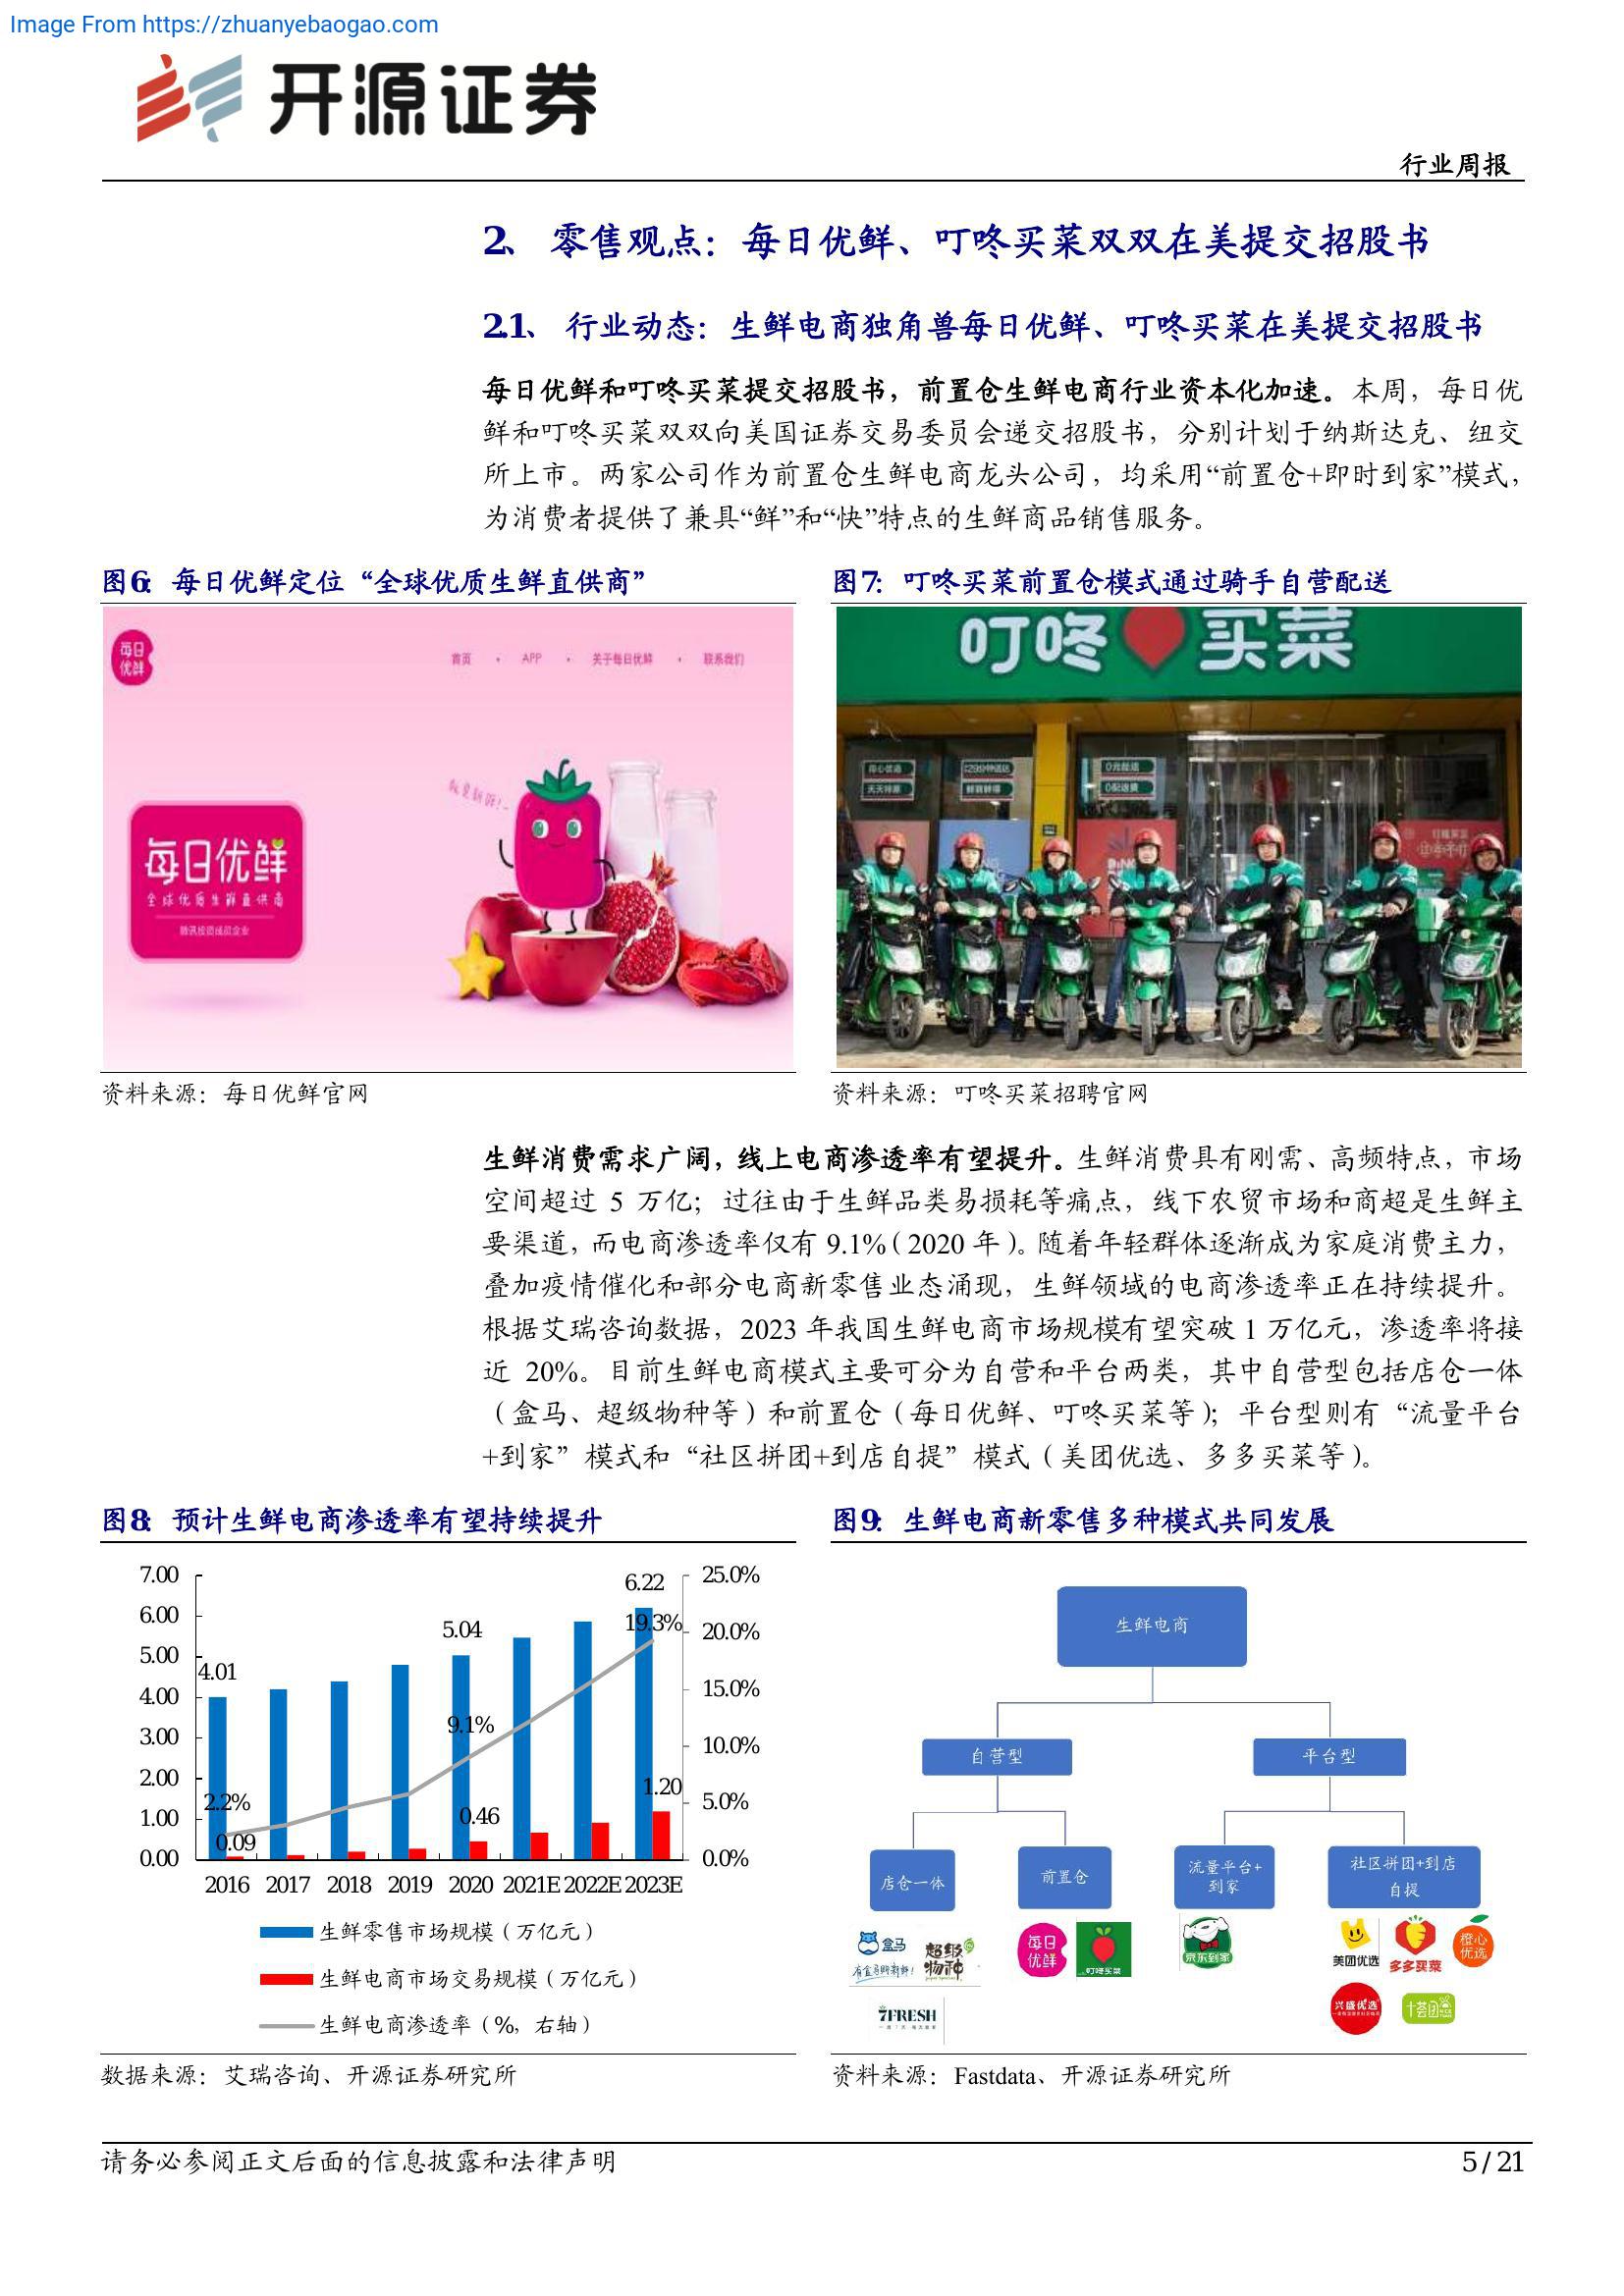 Image From https://zhuanyebaogao.com
开源证券
行业周报
2、 零售观点：每日优鲜、叮咚买菜双双在美提交招股书
2.1、 行业动态：生鲜电商独角兽每日优鲜、叮咚买菜在美提交招股书
每日优鲜和叮咚买菜提交招股书，前置仓生鲜电商行业资本化加速。本周，每日优
鲜和叮咚买菜双双向美国证券交易委员会递交招股书，分别计划于纳斯达克、纽交
所上市。两家公司作为前置仓生鲜电商龙头公司，均采用“前置仓+即时到家”模式，
为消费者提供了兼具“鲜”和“快”特点的生鲜商品销售服务。
图6： 每日优鲜定位“全球优质生鲜直供商”
每日
优鲜
首页 · APP · 关于每日优鲜 · 联系我们
每日优鲜
全球优质生鲜直供商
腾讯投资成员企业
资料来源：每日优鲜官网
图7： 叮咚买菜前置仓模式通过骑手自营配送
叮咚买菜
资料来源：叮咚买菜招聘官网
生鲜消费需求广阔，线上电商渗透率有望提升。生鲜消费具有刚需、高频特点，市场
空间超过 5 万亿；过往由于生鲜品类易损耗等痛点，线下农贸市场和商超是生鲜主
要渠道，而电商渗透率仅有 9.1%（2020 年）。随着年轻群体逐渐成为家庭消费主力，
叠加疫情催化和部分电商新零售业态涌现，生鲜领域的电商渗透率正在持续提升。
根据艾瑞咨询数据，2023 年我国生鲜电商市场规模有望突破 1 万亿元，渗透率将接
近 20%。目前生鲜电商模式主要可分为自营和平台两类，其中自营型包括店仓一体
（盒马、超级物种等）和前置仓（每日优鲜、叮咚买菜等）；平台型则有“流量平台
+到家”模式和“社区拼团+到店自提”模式（美团优选、多多买菜等）。
图8： 预计生鲜电商渗透率有望持续提升
7.00
6.00
5.00
4.00
3.00
2.00
1.00
0.00
4.01
5.04
6.22
2.2%
9.1%
19.3%
0.09
0.46
1.20
25.0%
20.0%
15.0%
10.0%
5.0%
0.0%
2016 2017 2018 2019 2020 2021E 2022E 2023E
生鲜零售市场规模（万亿元）
生鲜电商市场交易规模（万亿元）
生鲜电商渗透率（%，右轴）
数据来源：艾瑞咨询、开源证券研究所
图9： 生鲜电商新零售多种模式共同发展
生鲜电商
自营型
平台型
店仓一体
前置仓
流量平台+
到家
社区拼团+到店
自提
盒马
超级
物种
7FRESH
每日
优鲜
叮咚买菜
京东到家
美团优选
多多买菜
橙心
优选
兴盛优选
十荟团
资料来源：Fastdata、开源证券研究所
请务必参阅正文后面的信息披露和法律声明
5 / 21